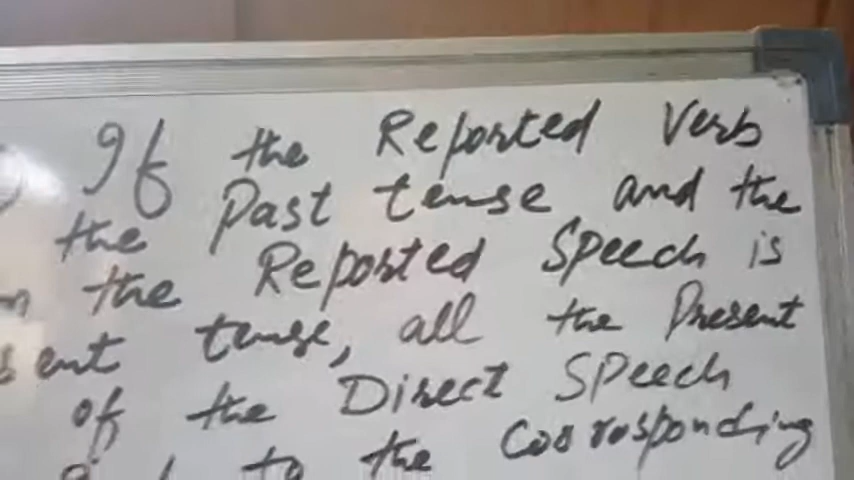 If the Reported Verb
the Past tense and the
the Reported Speech is
tense, all the Present
of the Direct Speech
to the Cosrosponding